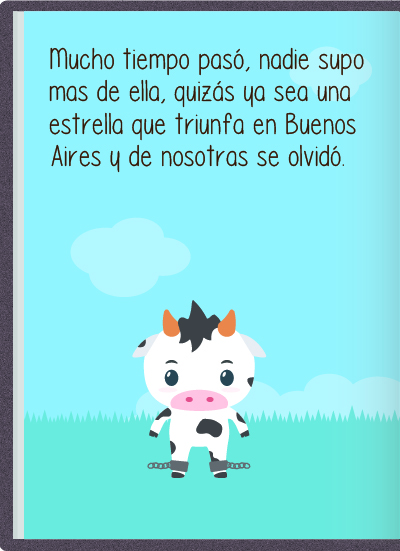 Mucho tiempo pasó, nadie supo
mas de ella, quizás ya sea una
estrella que triunfa en Buenos
Aires y de nosotras se olvidó.